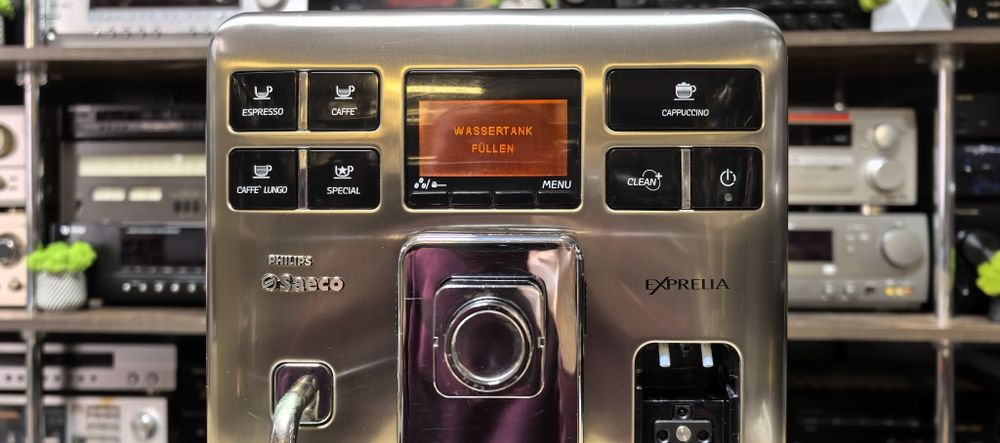 ESPRESSO
CAFFE'
WASSERTANK
FÜLLEN
CAPPUCCINO
CAFFE' LUNGO
SPECIAL
MENU
CLEAN
PHILIPS
Saeco
EXPRELIA